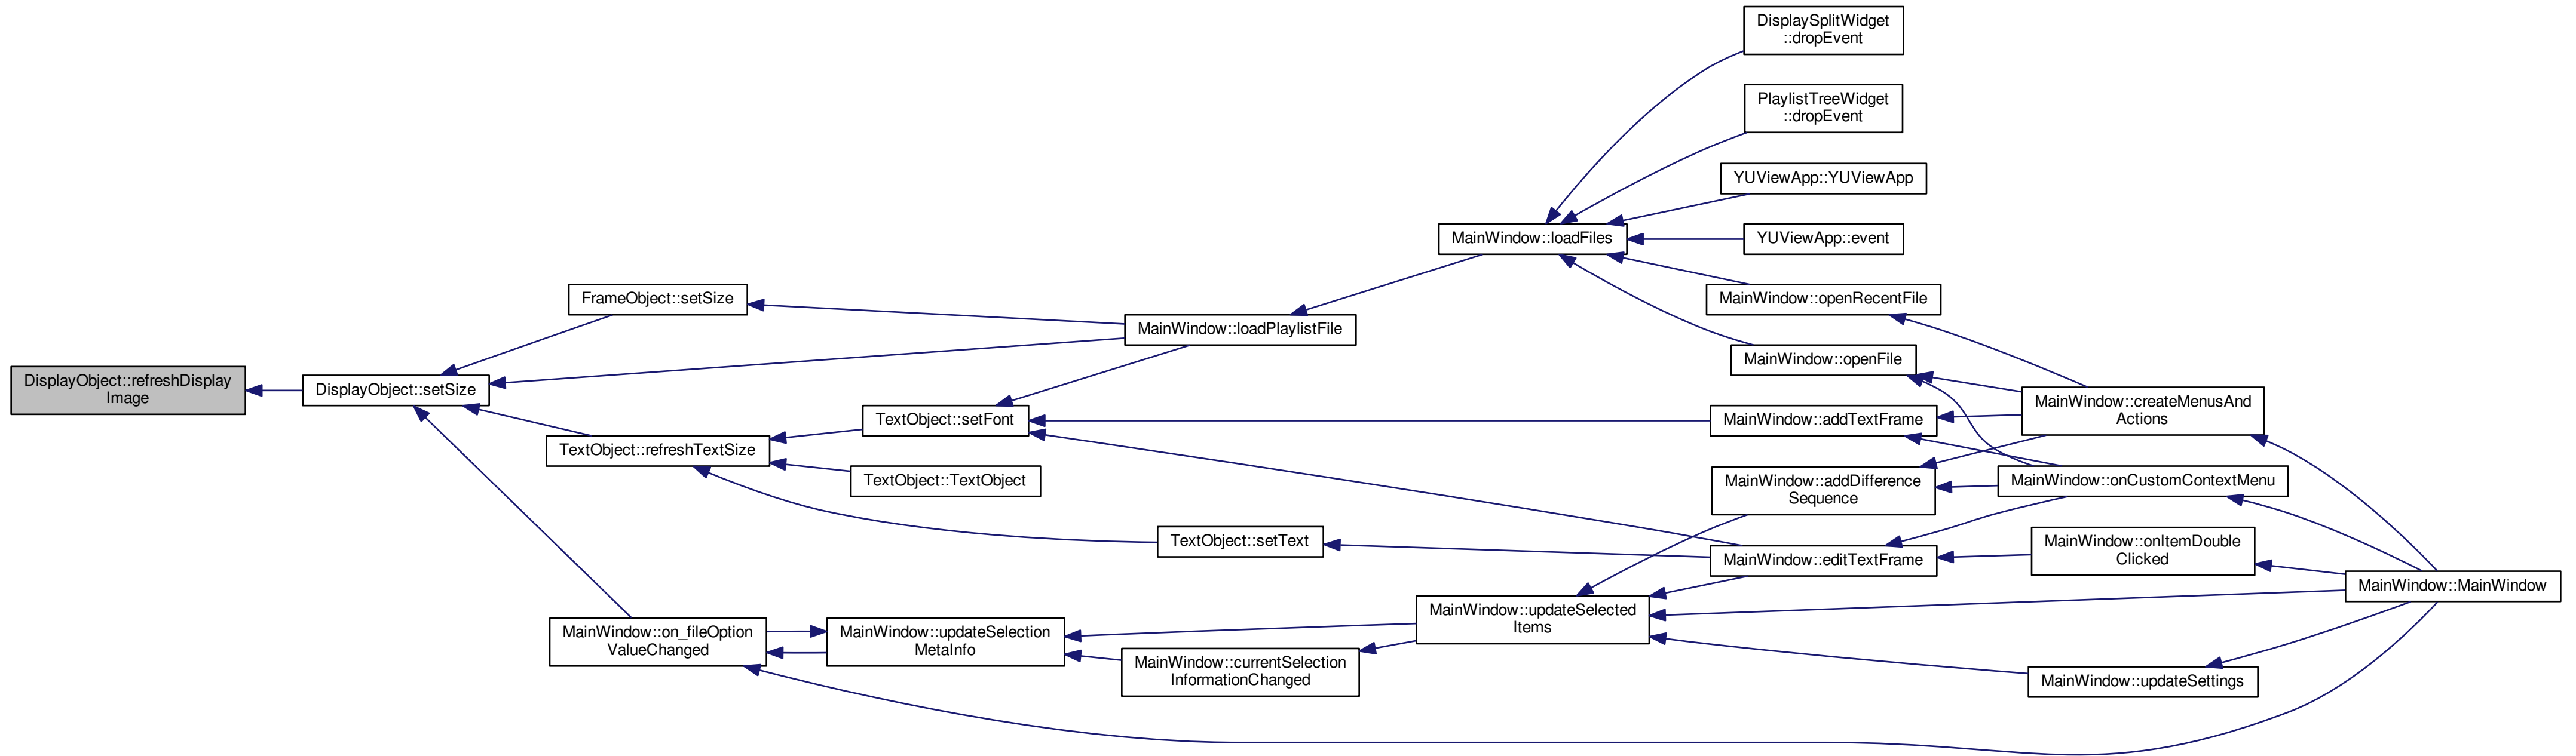 DisplaySplitWidget
::dropEvent
PlaylistTreeWidget
::dropEvent
YUViewApp::YUViewApp
MainWindow::loadFiles
YUViewApp::event
FrameObject::setSize
MainWindow::openRecentFile
MainWindow::loadPlaylistFile
MainWindow::openFile
DisplayObject::refreshDisplay
Image
DisplayObject::setSize
MainWindow::createMenusAnd
Actions
TextObject::setFont
MainWindow::addTextFrame
TextObject::refreshTextSize
TextObject::TextObject
MainWindow::addDifference
Sequence
MainWindow::onCustomContextMenu
TextObject::setText
MainWindow::editTextFrame
MainWindow::onItemDouble
Clicked
MainWindow::MainWindow
MainWindow::on_fileOption
ValueChanged
MainWindow::updateSelection
MetaInfo
MainWindow::updateSelected
Items
MainWindow::currentSelection
InformationChanged
MainWindow::updateSettings